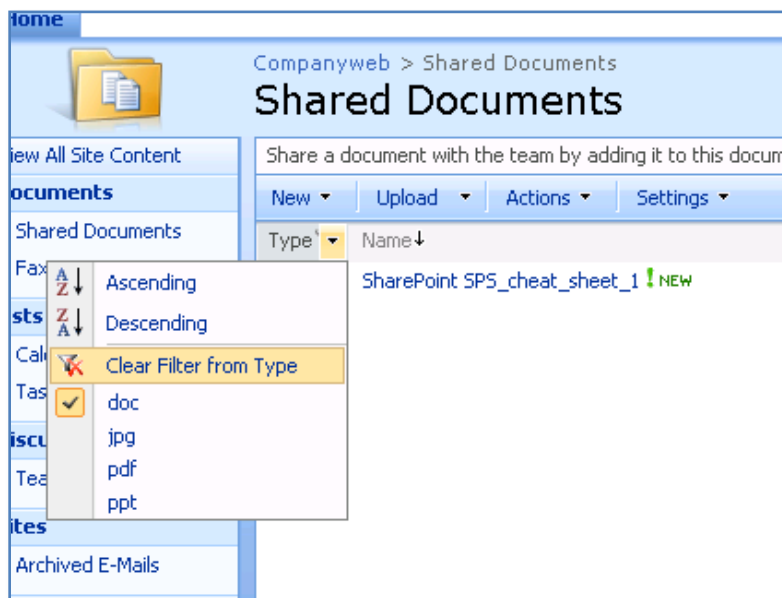 Home
Companyweb > Shared Documents
Shared Documents
iew All Site Content
Share a document with the team by adding it to this docum
ocuments
New Upload Actions Settings
Shared Documents
Type Name
Fax
SharePoint SPS_cheat_sheet_1 ! NEW
A Z Ascending
Z A Descending
sts
Cal
Clear Filter from Type
Tas
doc
iscu
jpg
Tea
pdf
ppt
ites
Archived E-Mails